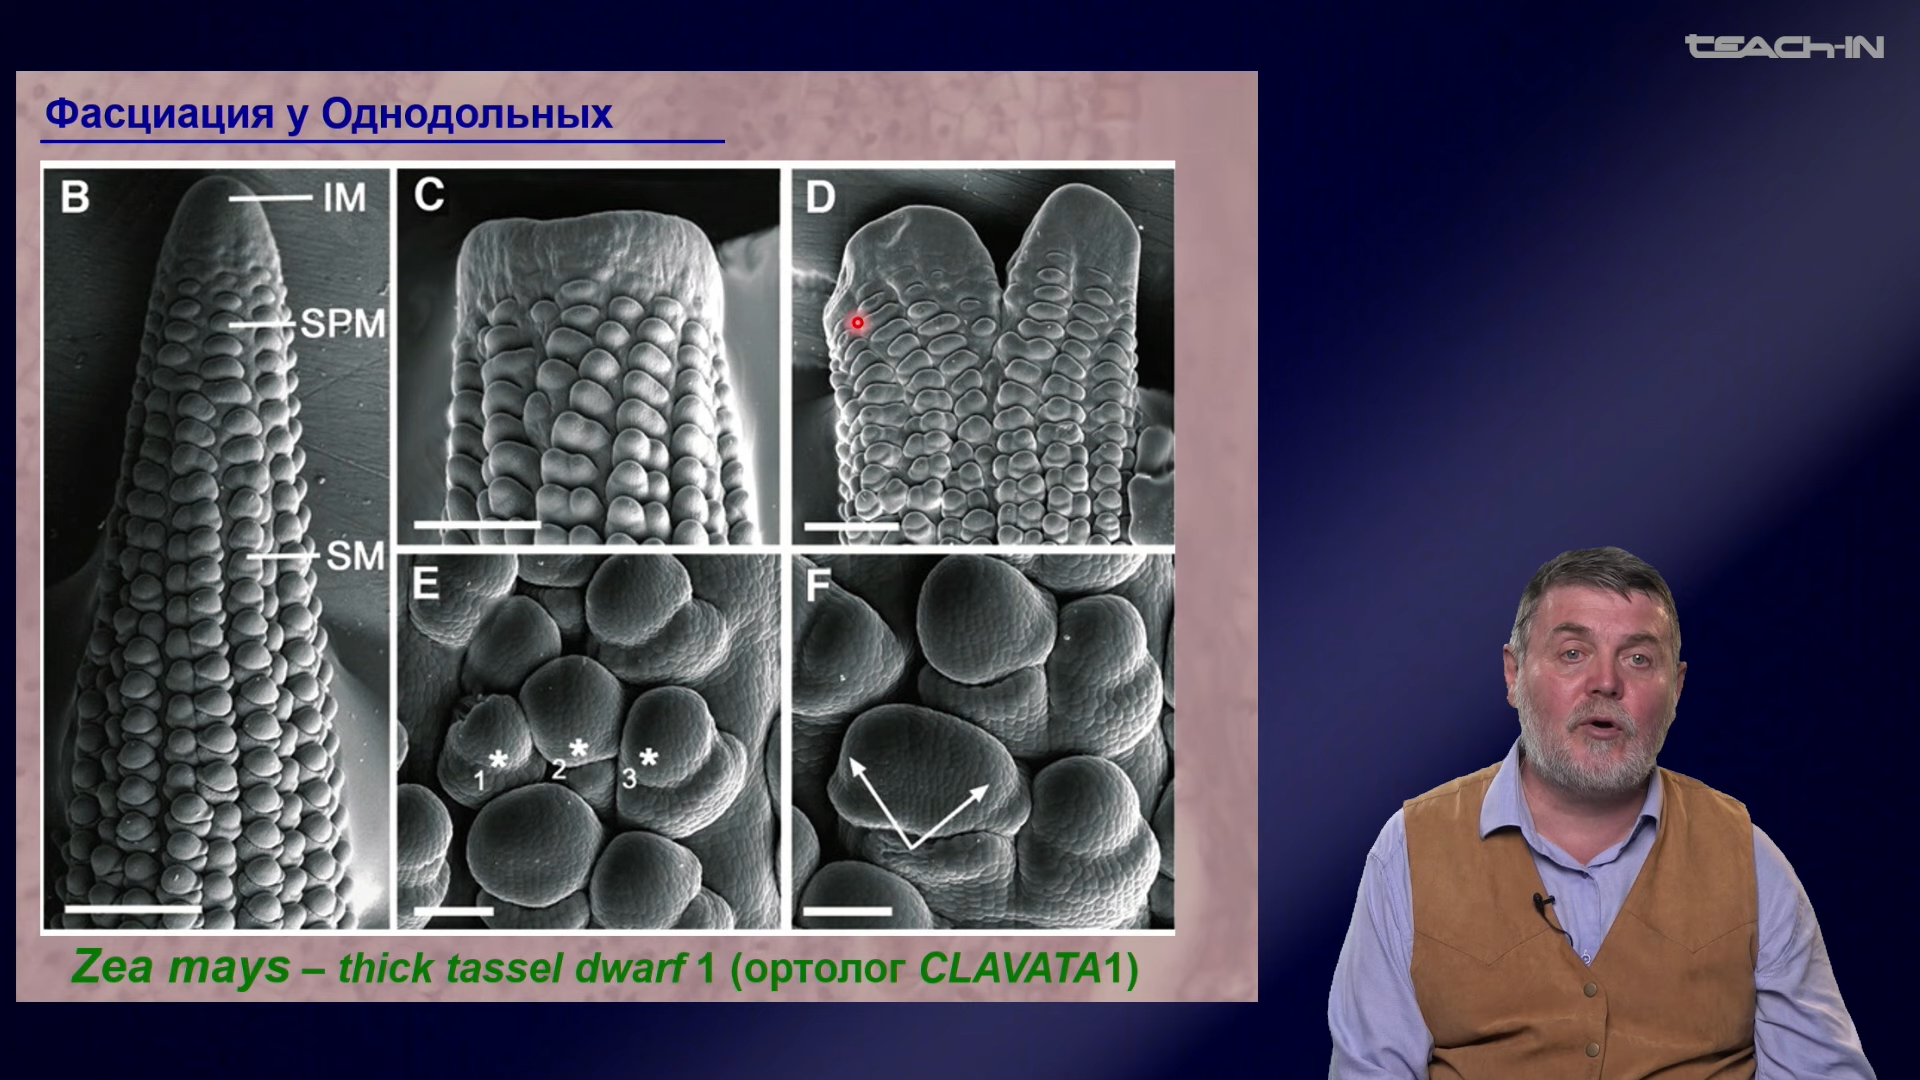 TEACH-IN
Фасциация у Однодольных
B
IM
SPM
SM
C
D
E
* * *
1 2 3
F
Zea mays – thick tassel dwarf 1 (ортолог CLAVATA1)